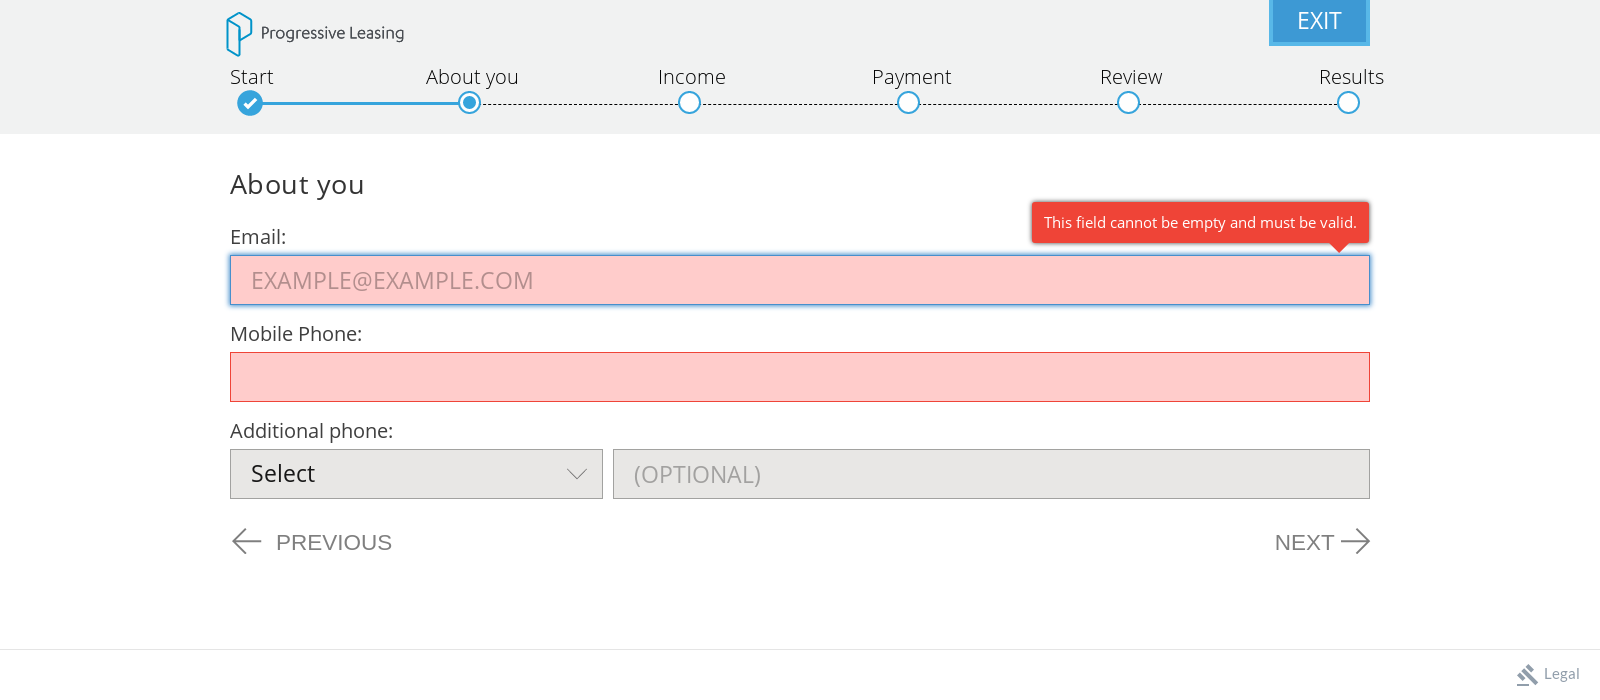 Progressive Leasing
EXIT
Start About you Income Payment Review Results
About you
This field cannot be empty and must be valid.
Email:
EXAMPLE@EXAMPLE.COM
Mobile Phone:
Additional phone:
Select (OPTIONAL)
PREVIOUS NEXT
Legal